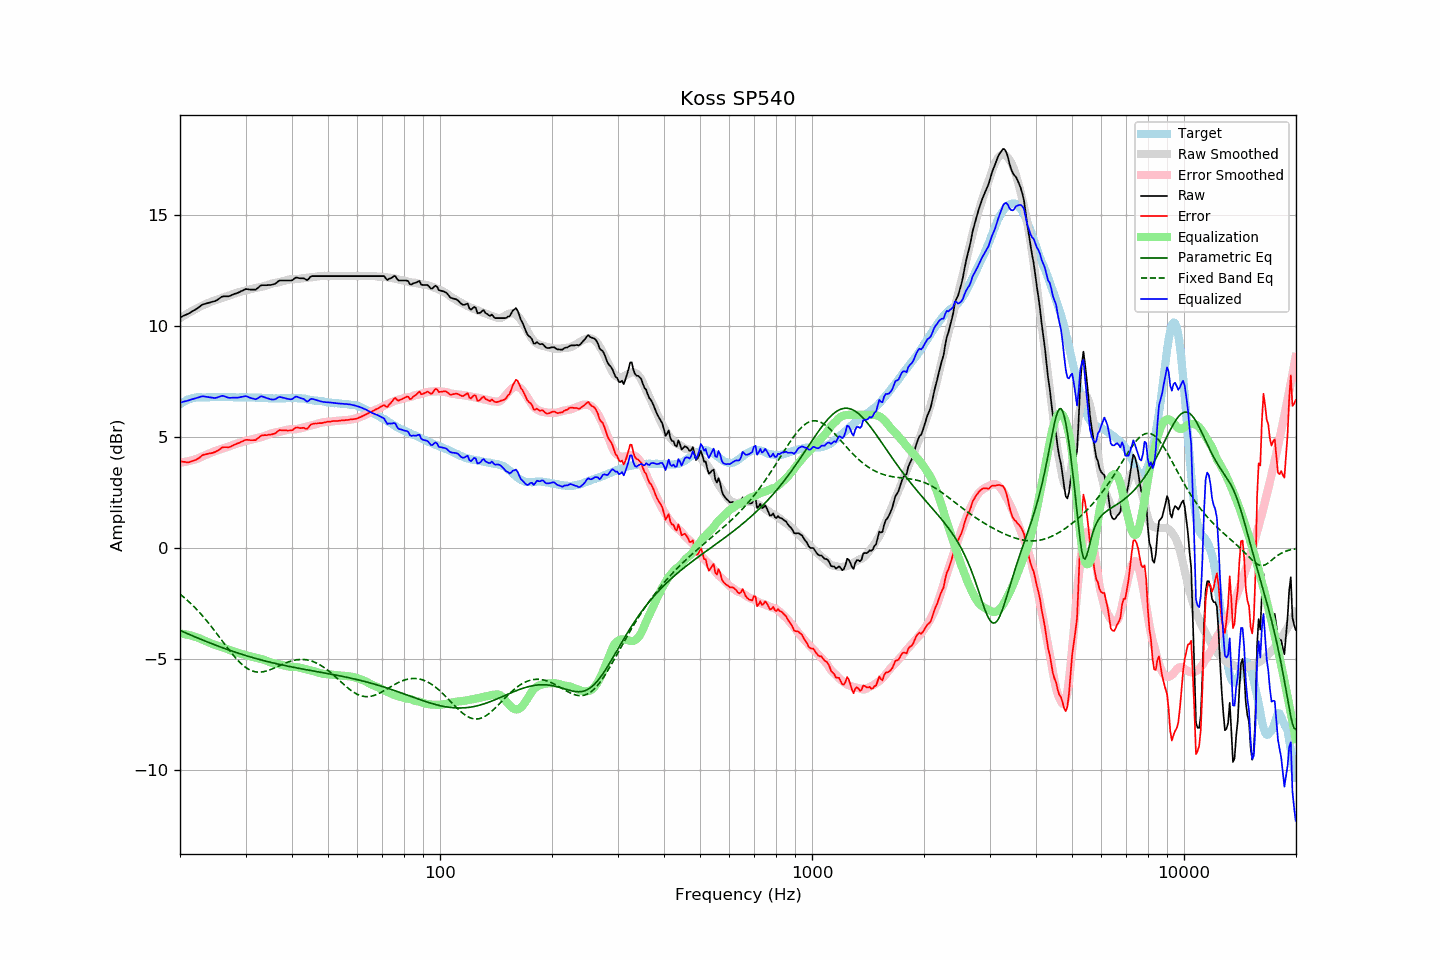 Koss SP540
Amplitude (dBr)
15
10
5
0
−5
−10
100
1000
10000
Frequency (Hz)
Target
Raw Smoothed
Error Smoothed
Raw
Error
Equalization
Parametric Eq
Fixed Band Eq
Equalized